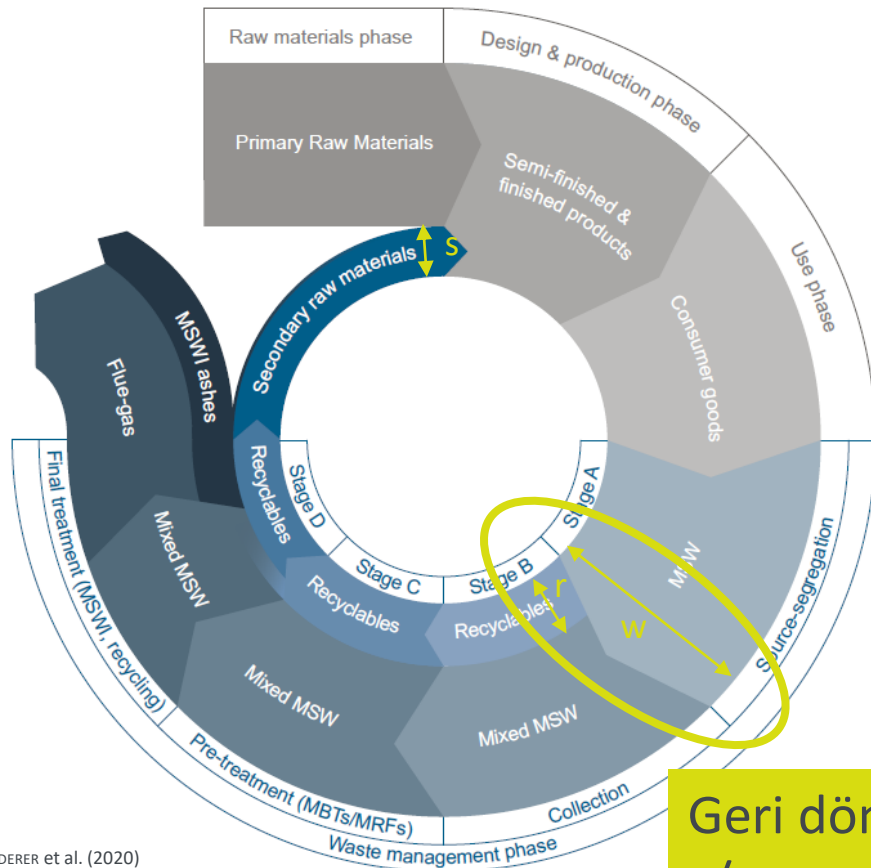 Raw materials phase
Design & production phase
Use phase
Primary Raw Materials
Semi-finished &
finished products
Consumer goods
S
Secondary raw materials
MSWI ashes
Flue-gas
Recyclables
Stage D
Stage A
Stage C
Stage B
MSW
Source-segregation
r
w
Recyclables
Recyclables
Mixed MSW
Mixed MSW
Mixed MSW
Final treatment (MSWI, recycling)
Pre-treatment (MBTs/MRFs)
Collection
Waste management phase
Geri dön
et al. (2020)